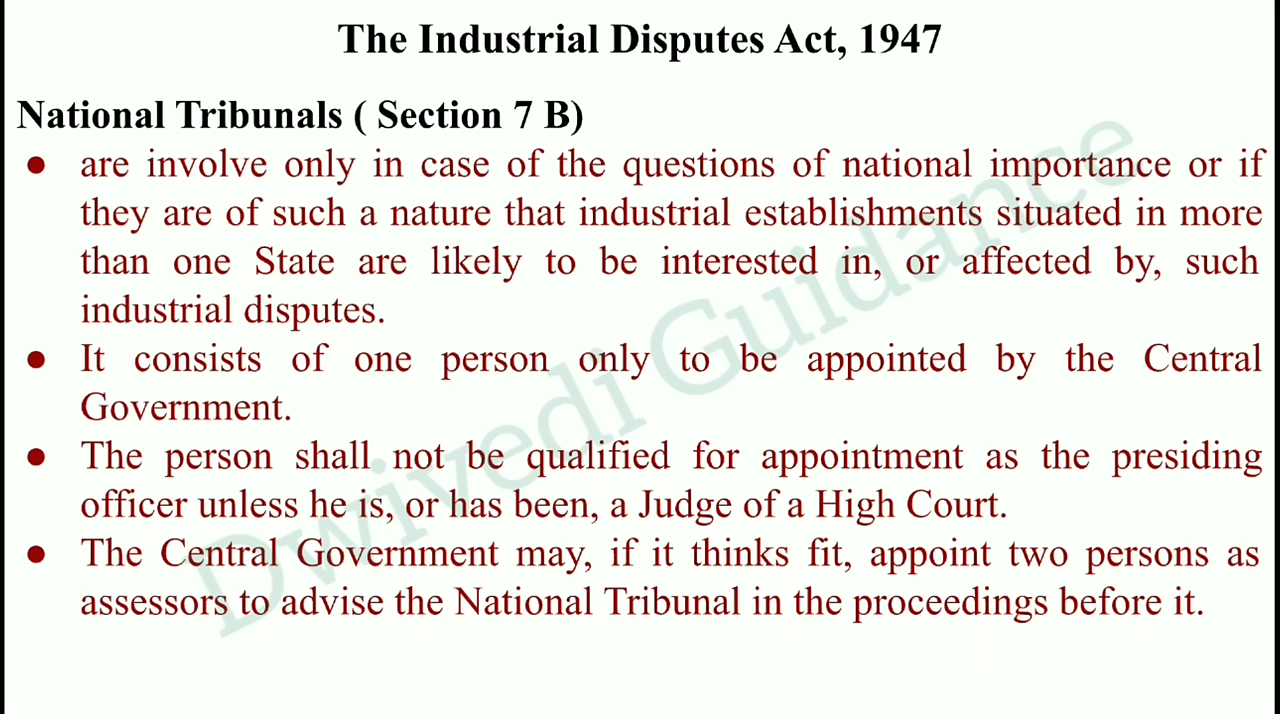 The Industrial Disputes Act, 1947
National Tribunals ( Section 7 B)
● are involve only in case of the questions of national importance or if
they are of such a nature that industrial establishments situated in more
than one State are likely to be interested in, or affected by, such
industrial disputes.
● It consists of one person only to be appointed by the Central
Government.
● The person shall not be qualified for appointment as the presiding
officer unless he is, or has been, a Judge of a High Court.
● The Central Government may, if it thinks fit, appoint two persons as
assessors to advise the National Tribunal in the proceedings before it.
Dwivedi Guidance